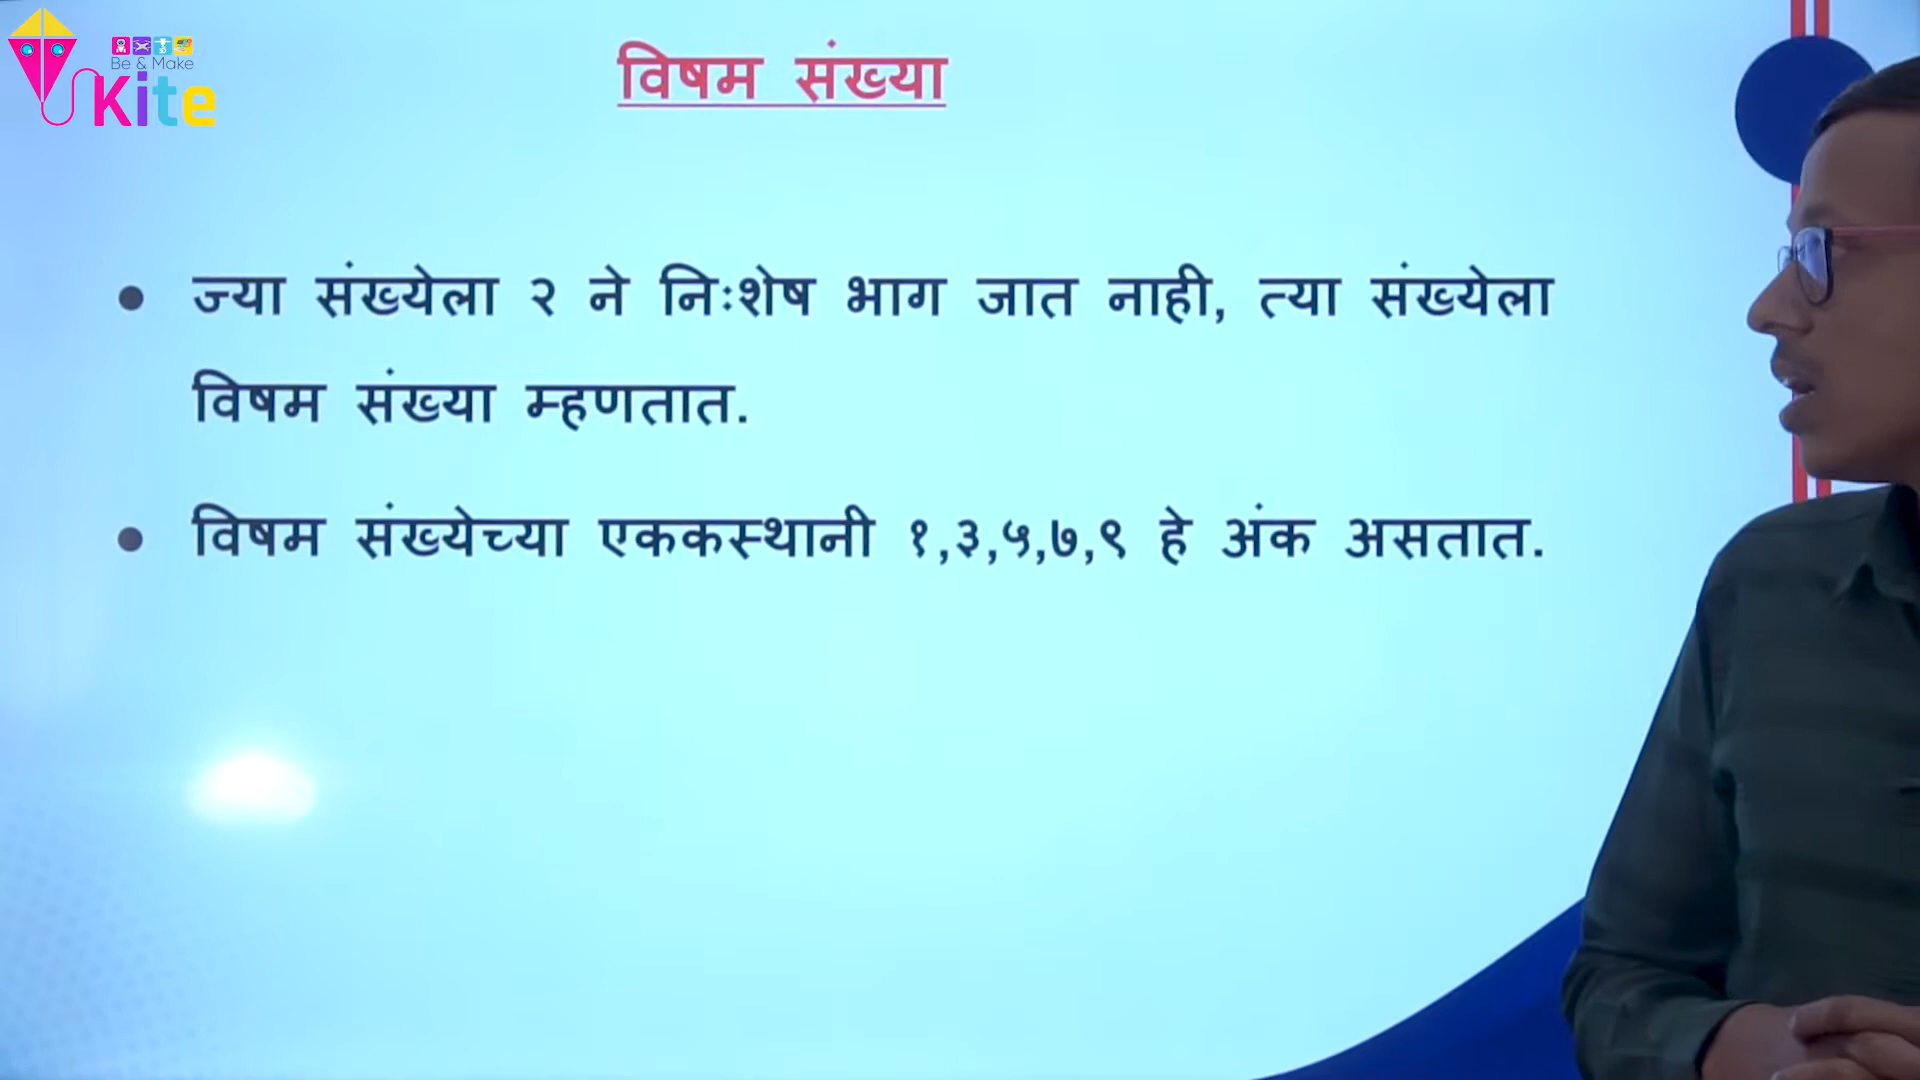 Be & Make
Kite
विषम संख्या
ज्या संख्येला २ ने निःशेष भाग जात नाही, त्या संख्येला
विषम संख्या म्हणतात.
विषम संख्येच्या एककस्थानी १,३,५,७,९ हे अंक असतात.